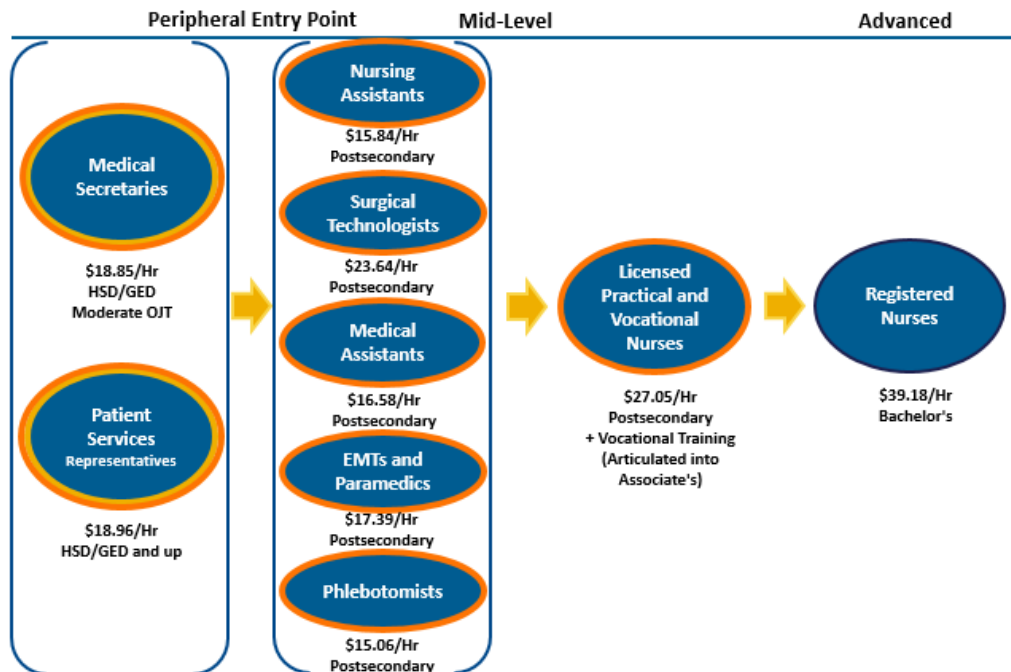 Peripheral Entry Point
Mid-Level
Advanced
Medical
Secretaries
$18.85/Hr
HSD/GED
Moderate OJT
Patient
Services
Representatives
$18.96/Hr
HSD/GED and up
Nursing
Assistants
$15.84/Hr
Postsecondary
Surgical
Technologists
$23.64/Hr
Postsecondary
Medical
Assistants
$16.58/Hr
Postsecondary
EMTs and
Paramedics
$17.39/Hr
Postsecondary
Phlebotomists
$15.06/Hr
Postsecondary
Licensed
Practical and
Vocational
Nurses
$27.05/Hr
Postsecondary
+ Vocational Training
(Articulated into
Associate's)
Registered
Nurses
$39.18/Hr
Bachelor's